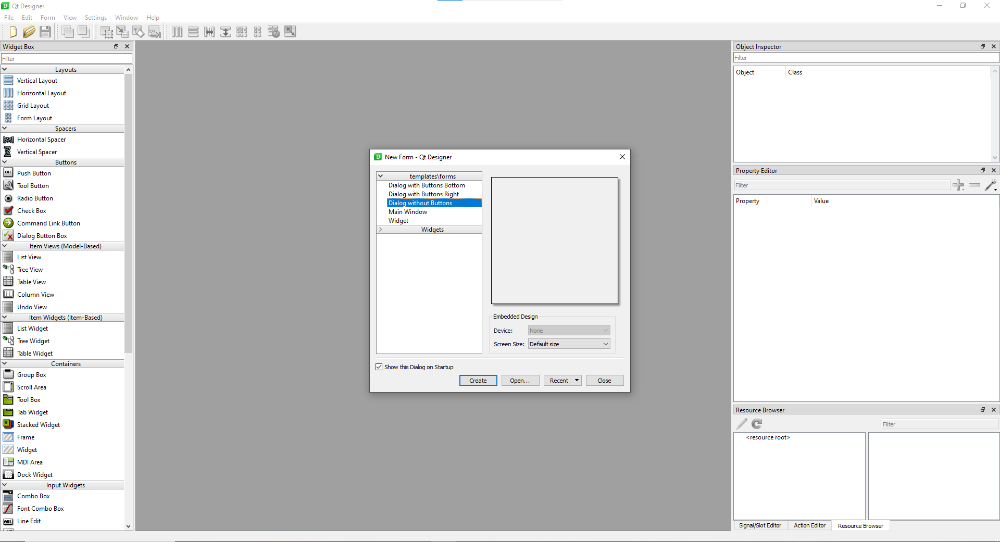 Qt Designer
File Edit Form View Settings Window Help
Widget Box
Filter
Layouts
Vertical Layout
Horizontal Layout
Grid Layout
Form Layout
Spacers
Horizontal Spacer
Vertical Spacer
Buttons
OK
Push Button
Tool Button
Radio Button
Check Box
Command Link Button
Dialog Button Box
Item Views (Model-Based)
List View
Tree View
Table View
Column View
Undo View
Item Widgets (Item-Based)
List Widget
Tree Widget
Table Widget
Containers
Group Box
Scroll Area
Tool Box
Tab Widget
Stacked Widget
Frame
Widget
MDI Area
Dock Widget
Input Widgets
Combo Box
Font Combo Box
Line Edit
New Form - Qt Designer
templates\forms
Dialog with Buttons Bottom
Dialog with Buttons Right
Dialog without Buttons
Main Window
Widget
Widgets
Embedded Design
Device: None
Screen Size: Default size
Show this Dialog on Startup
Create Open... Recent Close
Object Inspector
Filter
Object Class
Property Editor
Filter
Property Value
Resource Browser
Filter
<resource root>
Signal/Slot Editor Action Editor Resource Browser